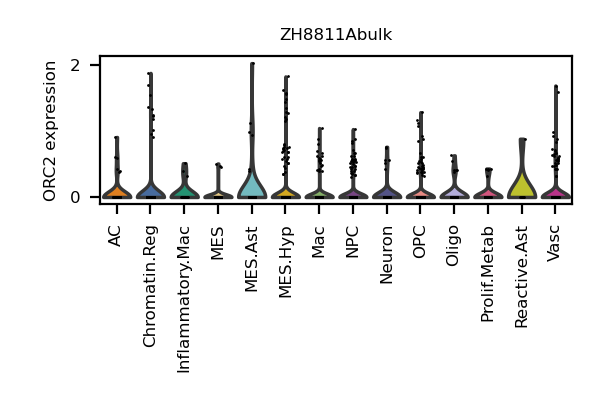 ZH8811Abulk
ORC2 expression
2
0
AC
Chromatin.Reg
Inflammatory.Mac
MES
MES.Ast
MES.Hyp
Mac
NPC
Neuron
OPC
Oligo
Prolif.Metab
Reactive.Ast
Vasc